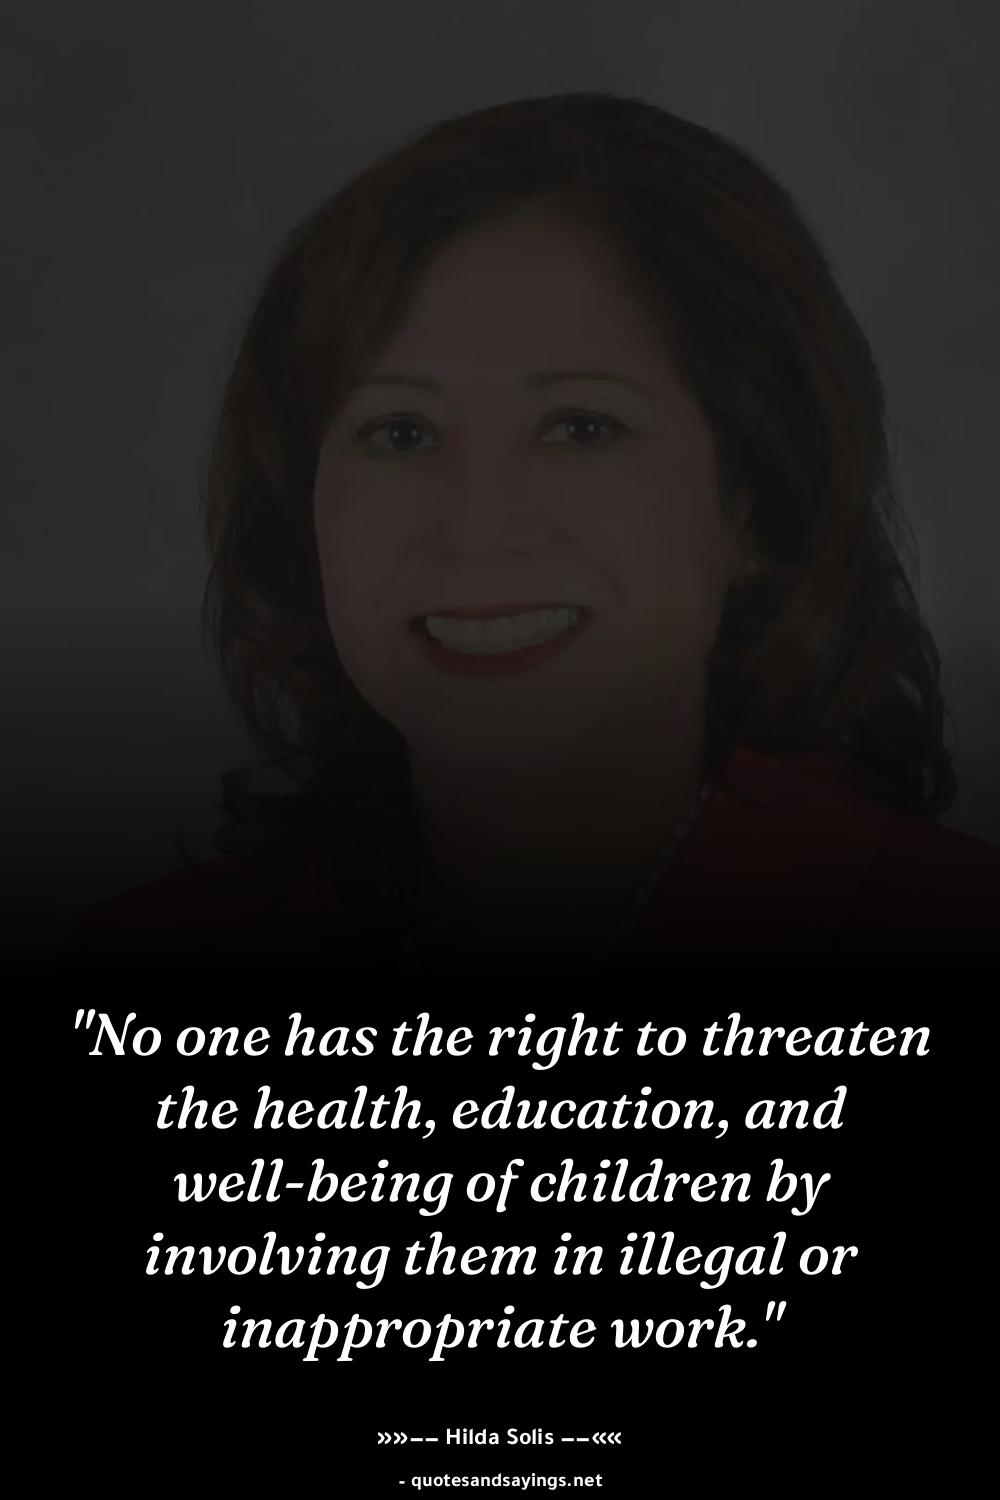 "No one has the right to threaten
the health, education, and
well-being of children by
involving them in illegal or
inappropriate work."
»»−− Hilda Solis −−««
- quotesandsayings.net